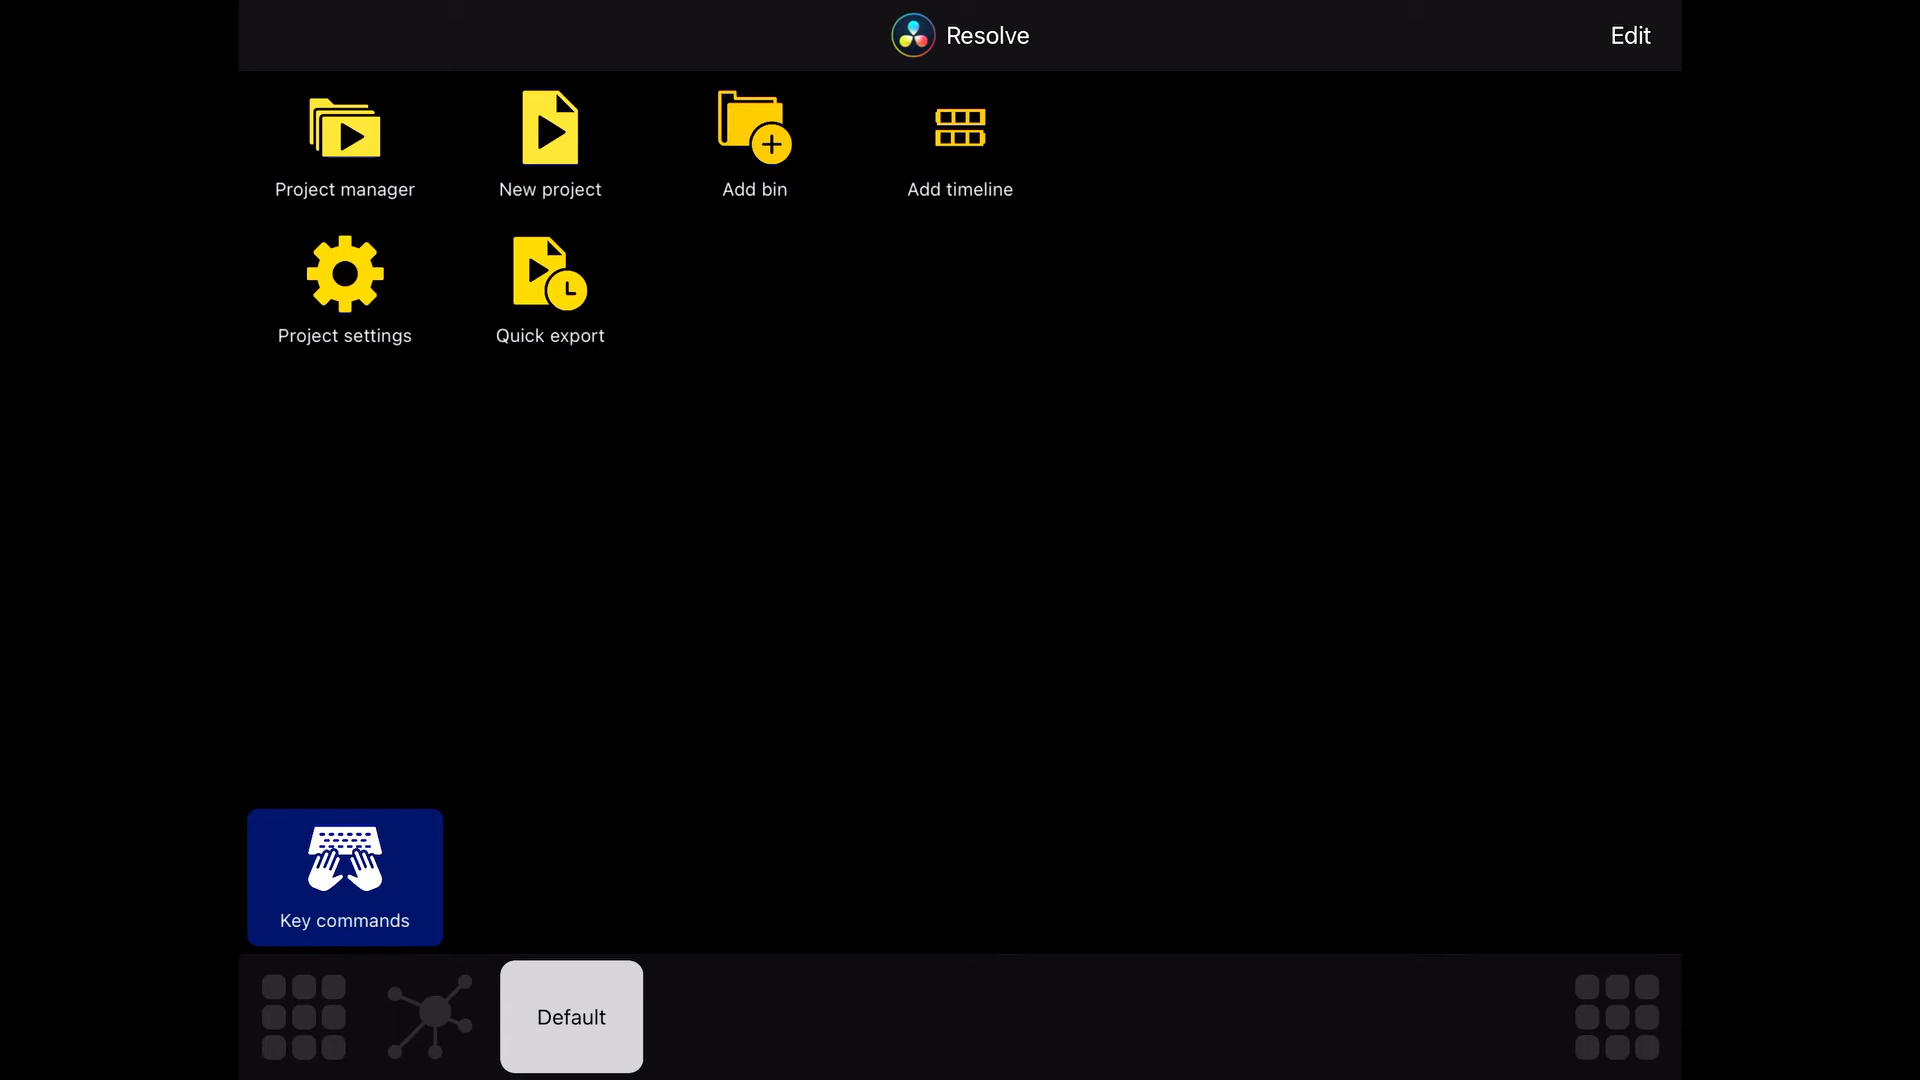 Resolve
Edit
Project manager
New project
Add bin
Add timeline
Project settings
Quick export
Key commands
Default